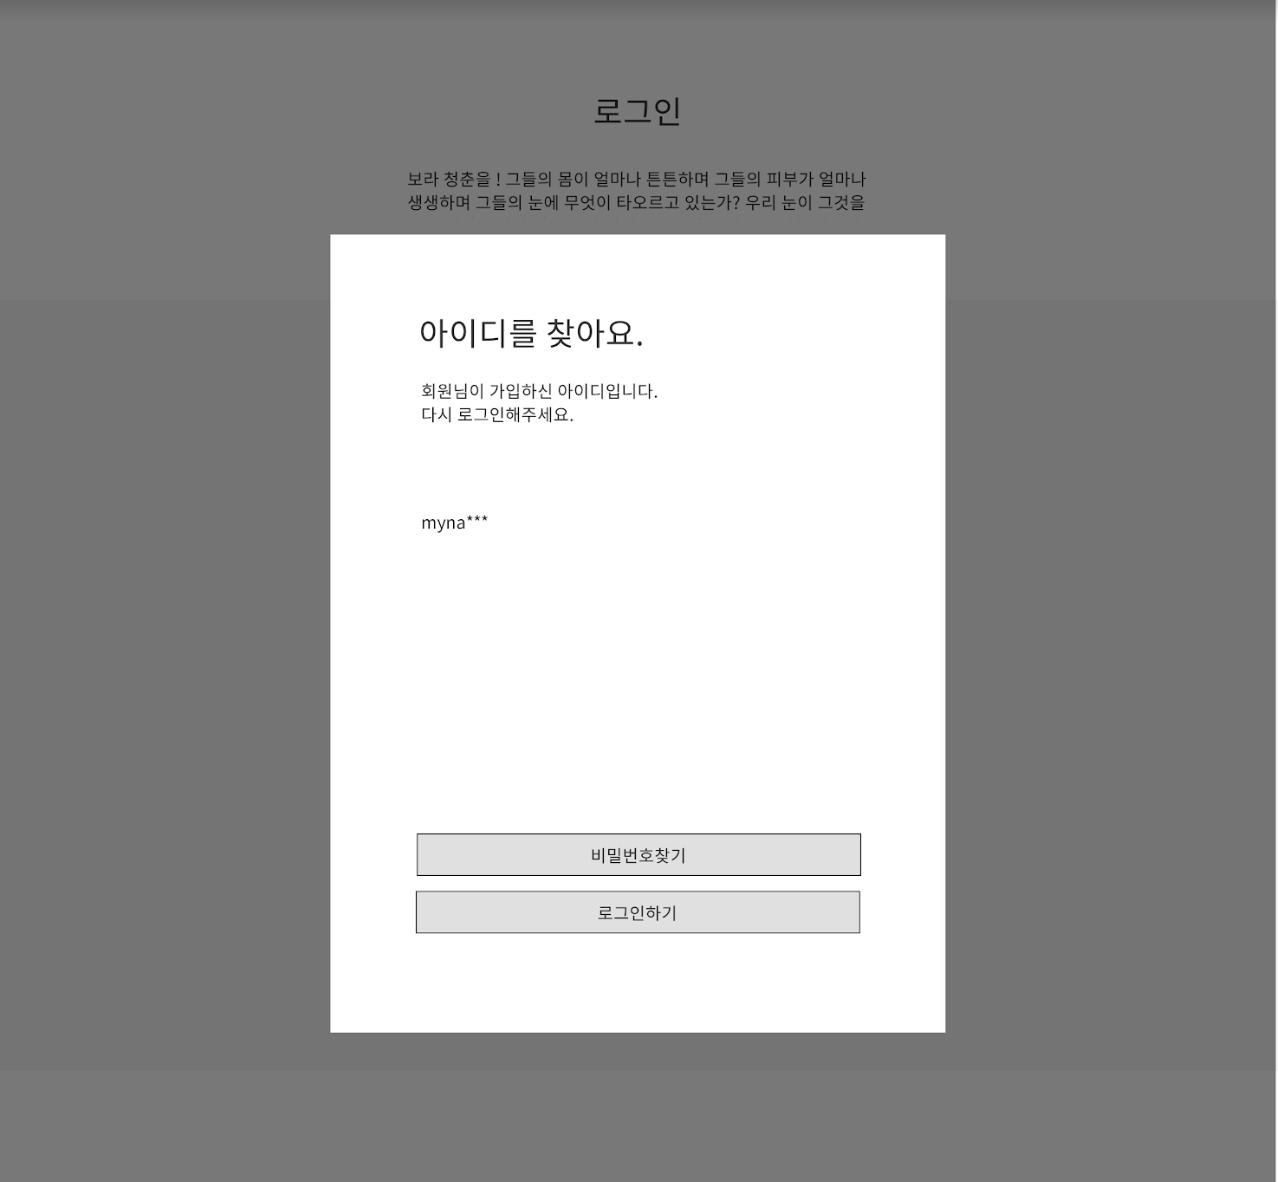 로그인
보라 청춘을 ! 그들의 몸이 얼마나 튼튼하며 그들의 피부가 얼마나
생생하며 그들의 눈에 무엇이 타오르고 있는가? 우리 눈이 그것을
아이디를 찾아요.
회원님이 가입하신 아이디입니다.
다시 로그인해주세요.
myna***
비밀번호찾기
로그인하기